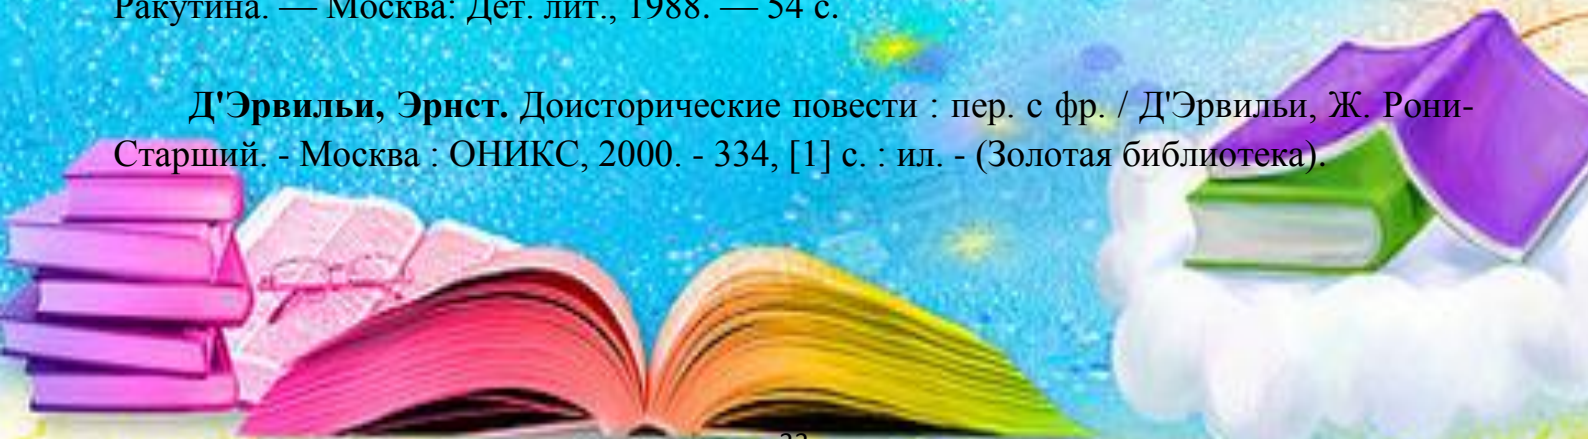 Ракутина. — Москва: Дет. лит., 1988. — 54 с.
Д'Эрвильи, Эрнст. Доисторические повести : пер. с фр. / Д'Эрвильи, Ж. Рони-
Старший. - Москва : ОНИКС, 2000. - 334, [1] с. : ил. - (Золотая библиотека).